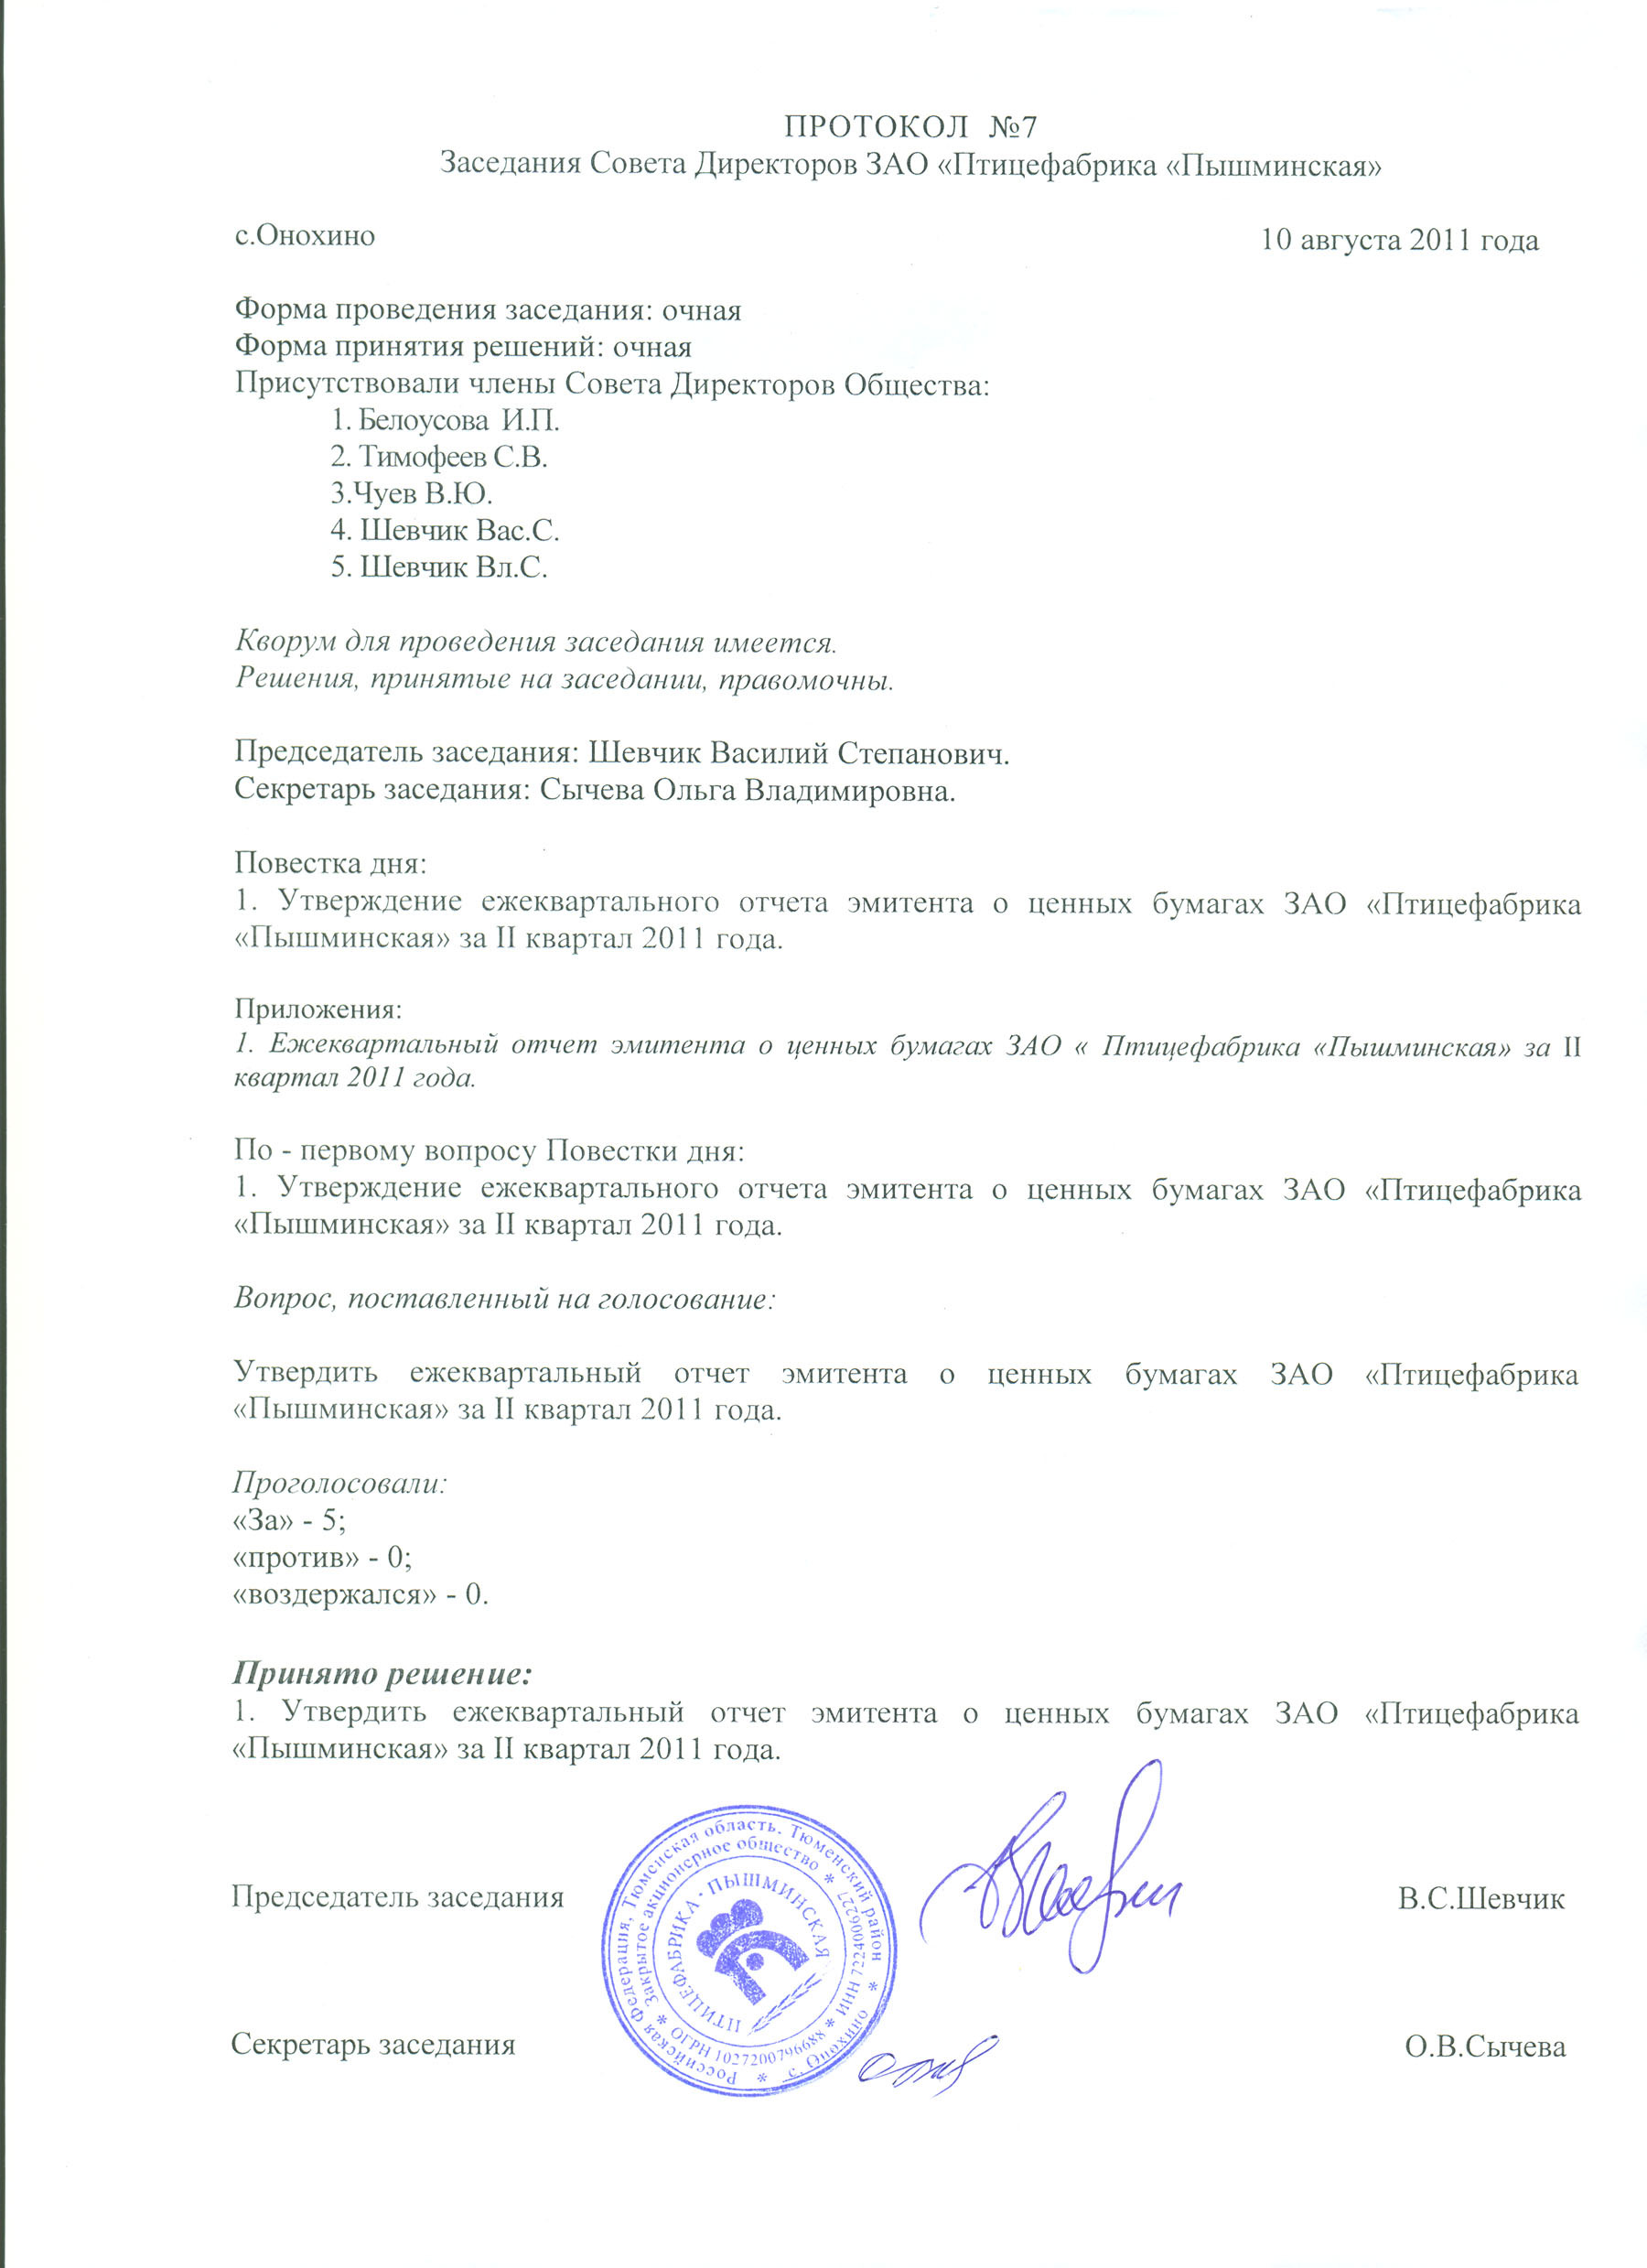 ПРОТОКОЛ №7
Заседания Совета Директоров ЗАО «Птицефабрика «Пышминская»
с.Онохино
10 августа 2011 года
Форма проведения заседания: очная
Форма принятия решений: очная
Присутствовали члены Совета Директоров Общества:
1. Белоусова И.П.
2. Тимофеев С.В.
3.Чуев В.Ю.
4. Шевчик Вас.С.
5. Шевчик Вл.С.
Кворум для проведения заседания имеется.
Решения, принятые на заседании, правомочны.
Председатель заседания: Шевчик Василий Степанович.
Секретарь заседания: Сычева Ольга Владимировна.
Повестка дня:
1. Утверждение ежеквартального отчета эмитента о ценных бумагах ЗАО «Птицефабрика
«Пышминская» за II квартал 2011 года.
Приложения:
1. Ежеквартальный отчет эмитента о ценных бумагах ЗАО « Птицефабрика «Пышминская» за II
квартал 2011 года.
По - первому вопросу Повестки дня:
1. Утверждение ежеквартального отчета эмитента о ценных бумагах ЗАО «Птицефабрика
«Пышминская» за II квартал 2011 года.
Вопрос, поставленный на голосование:
Утвердить ежеквартальный отчет эмитента о ценных бумагах ЗАО «Птицефабрика
«Пышминская» за II квартал 2011 года.
Проголосовали:
«За» - 5;
«против» - 0;
«воздержался» - 0.
Принято решение:
1. Утвердить ежеквартальный отчет эмитента о ценных бумагах ЗАО «Птицефабрика
«Пышминская» за II квартал 2011 года.
Председатель заседания
В.С.Шевчик
Российская Федерация, Тюменская область. Тюменский район * с. Онохино *
Закрытое акционерное общество * ИНН 7224006227 * ОГРН 1027200796688 *
ПТИЦЕФАБРИКА · ПЫШМИНСКАЯ
Секретарь заседания
О.В.Сычева